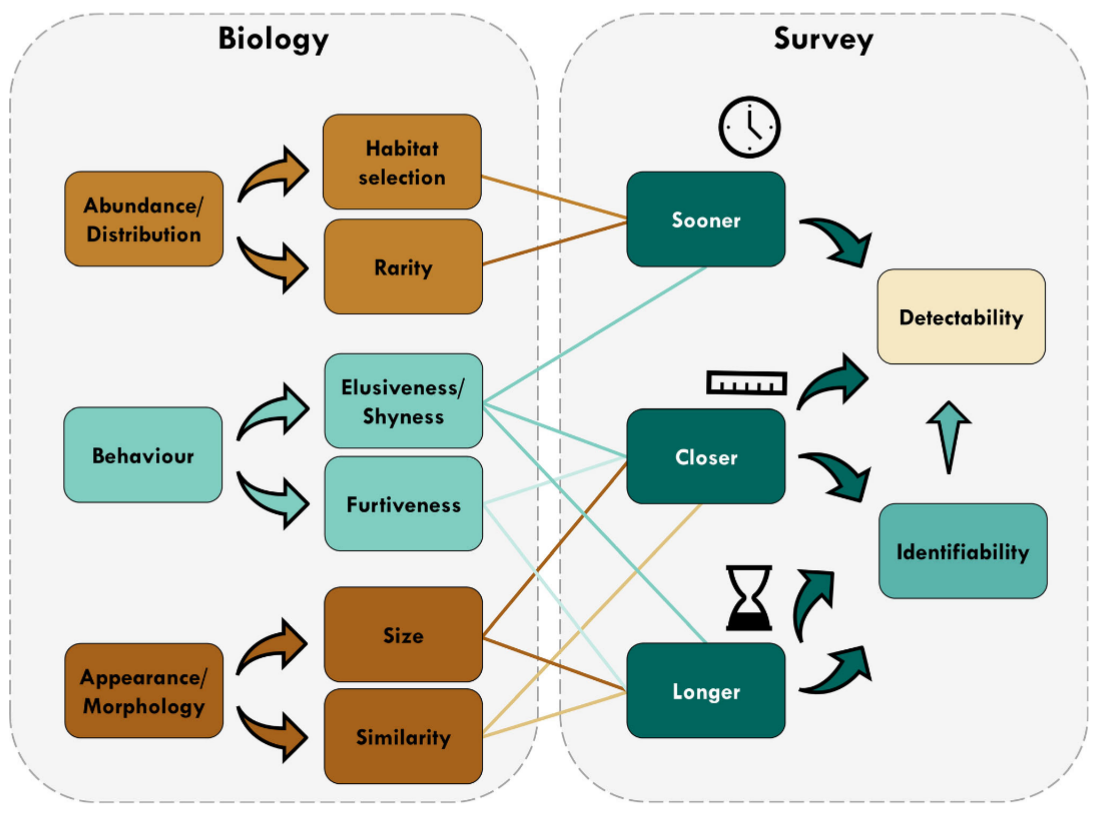 Biology
Abundance/
Distribution
Habitat
selection
Rarity
Behaviour
Elusiveness/
Shyness
Furtiveness
Appearance/
Morphology
Size
Similarity
Survey
Sooner
Closer
Longer
Detectability
Identifiability